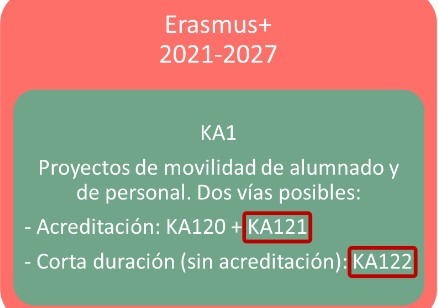 Erasmus+
2021-2027
KA1
Proyectos de movilidad de alumnado y
de personal. Dos vías posibles:
- Acreditación: KA120 + KA121
- Corta duración (sin acreditación): KA122